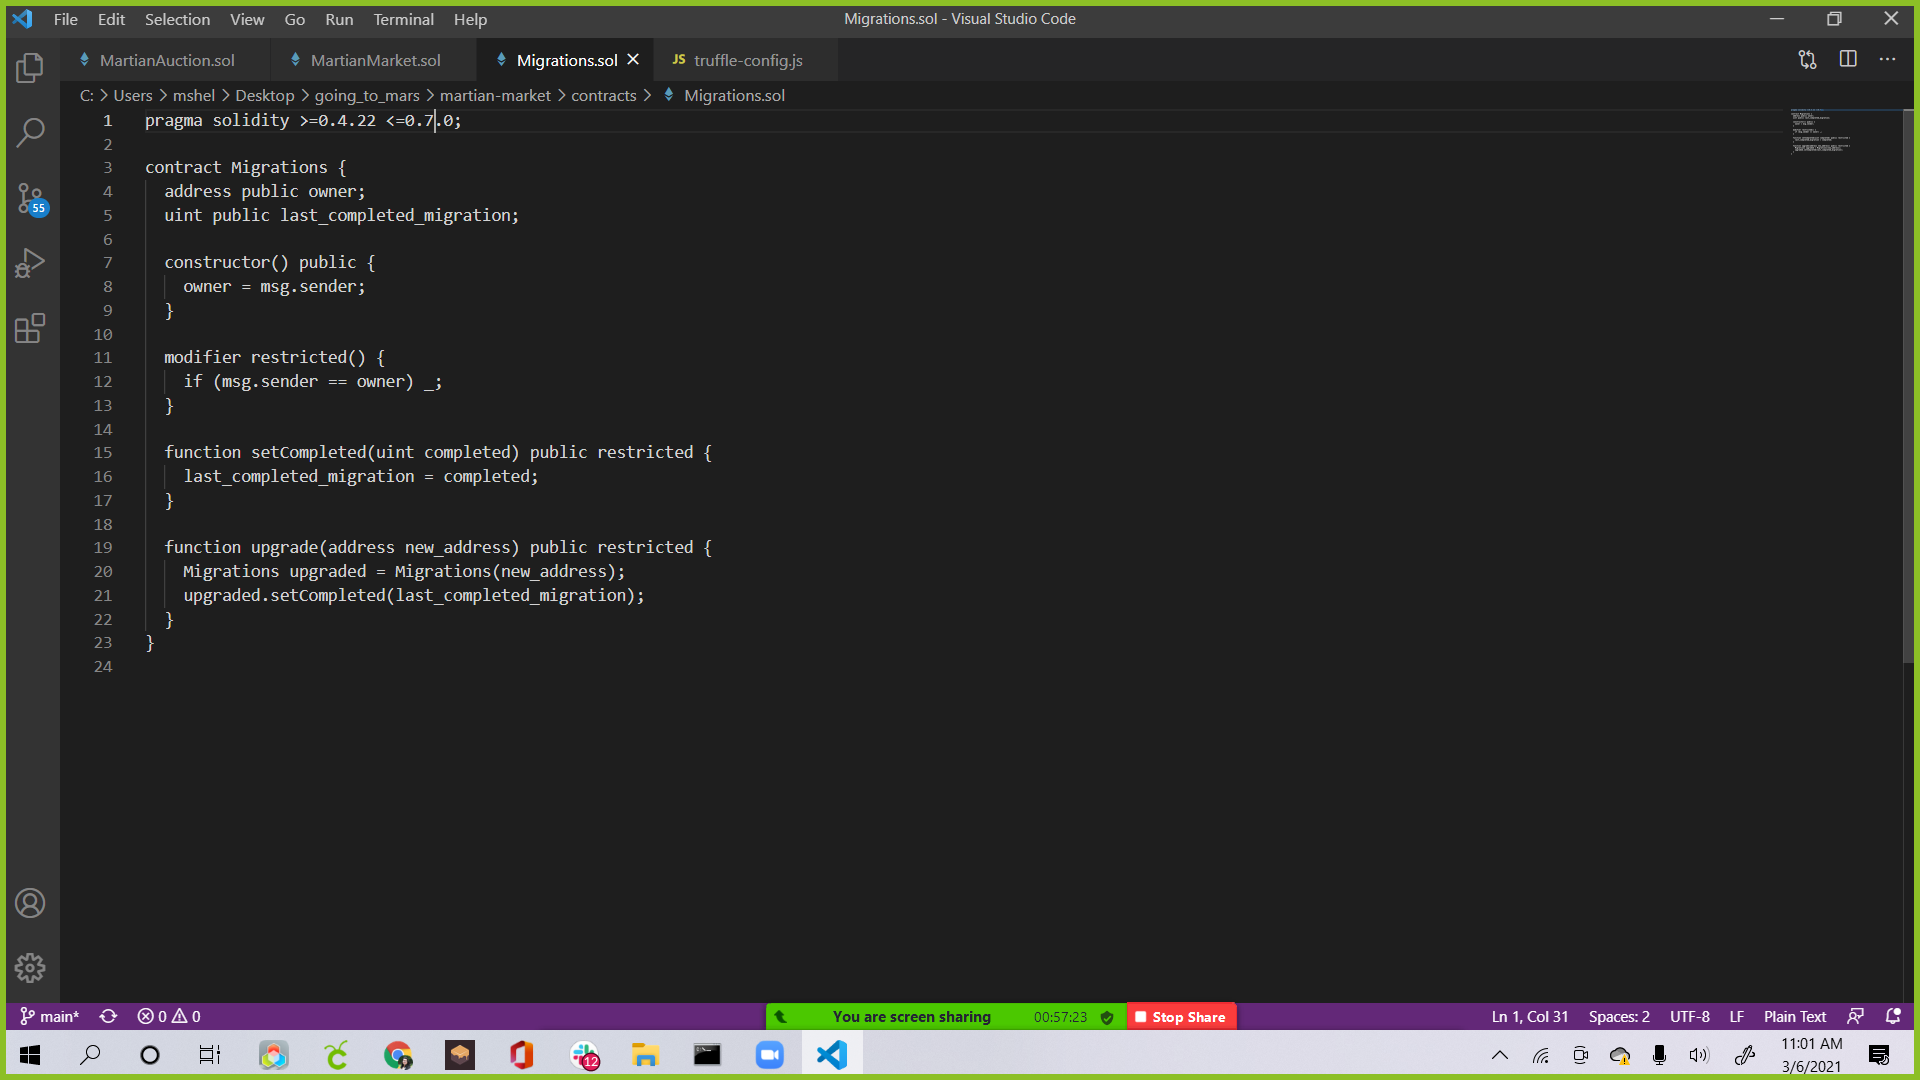 File Edit Selection View Go Run Terminal Help
Migrations.sol - Visual Studio Code
MartianAuction.sol MartianMarket.sol Migrations.sol JS truffle-config.js
C: > Users > mshel > Desktop > going_to_mars > martian-market > contracts > Migrations.sol
1 pragma solidity >=0.4.22 <=0.7.0;
2
3 contract Migrations {
4 address public owner;
5 uint public last_completed_migration;
6
7 constructor() public {
8 owner = msg.sender;
9 }
10
11 modifier restricted() {
12 if (msg.sender == owner) _;
13 }
14
15 function setCompleted(uint completed) public restricted {
16 last_completed_migration = completed;
17 }
18
19 function upgrade(address new_address) public restricted {
20 Migrations upgraded = Migrations(new_address);
21 upgraded.setCompleted(last_completed_migration);
22 }
23 }
24
55
main* 0 0
You are screen sharing 00:57:23 Stop Share
Ln 1, Col 31 Spaces: 2 UTF-8 LF Plain Text
12
11:01 AM
3/6/2021